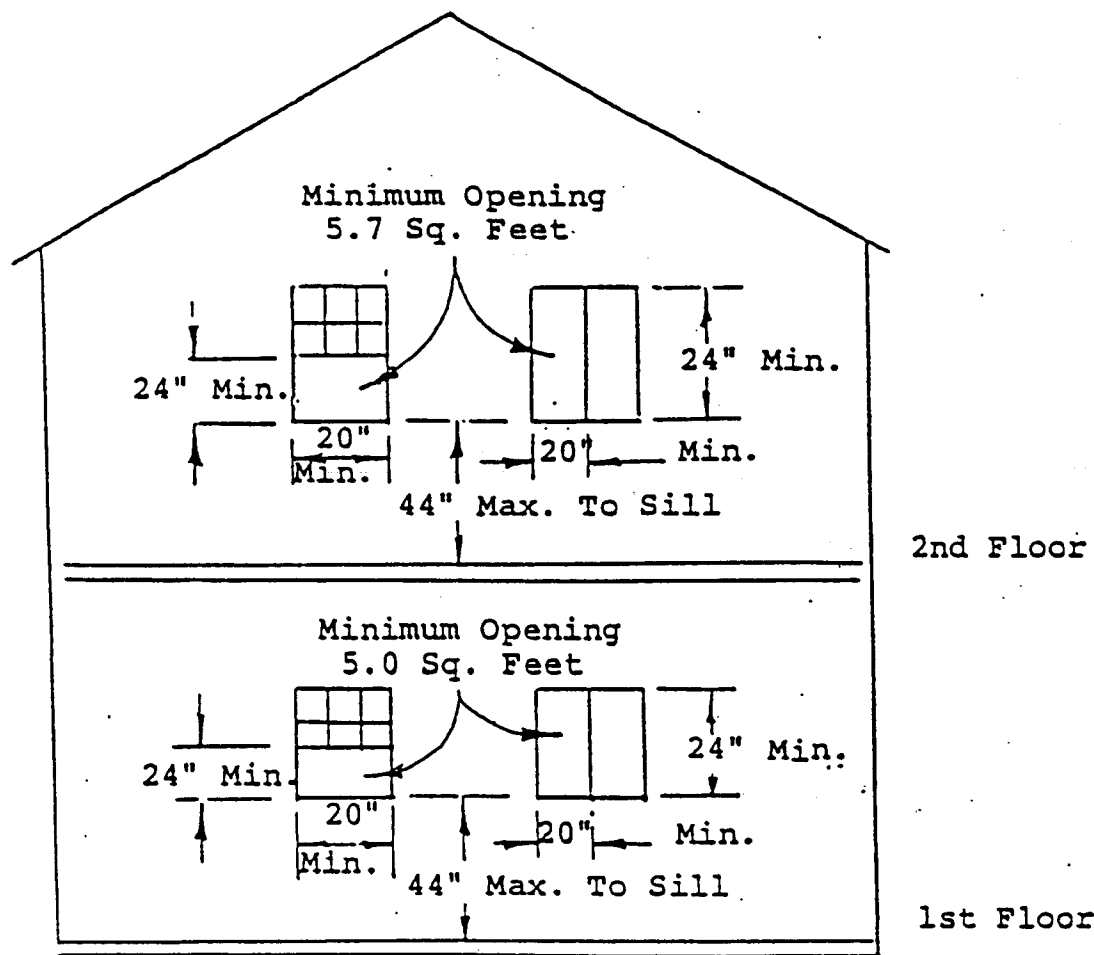 Minimum Opening
5.7 Sq. Feet
24" Min.
24" Min.
20"
Min.
20"
Min.
44" Max. To Sill
2nd Floor
Minimum Opening
5.0 Sq. Feet
24" Min.
24" Min.
20"
Min.
20"
Min.
44" Max. To Sill
1st Floor